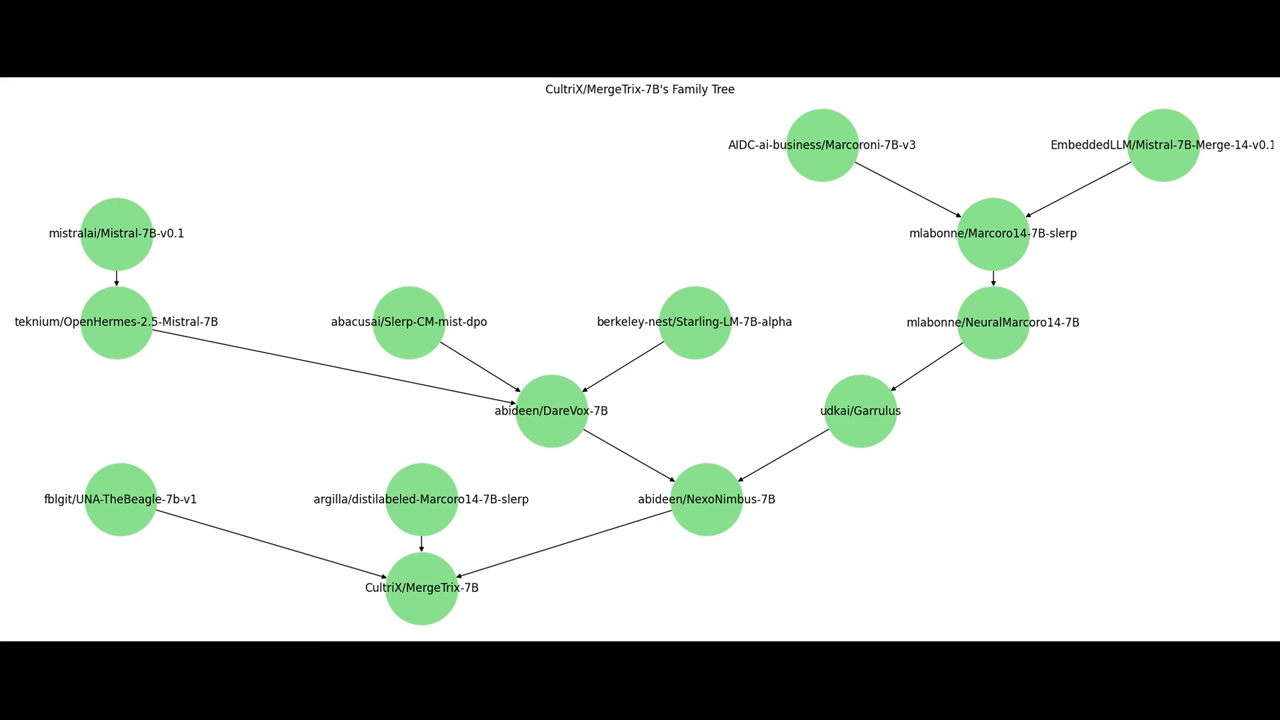 CultriX/MergeTrix-7B's Family Tree
AIDC-ai-business/Marcoroni-7B-v3
EmbeddedLLM/Mistral-7B-Merge-14-v0.1
mistralai/Mistral-7B-v0.1
mlabonne/Marcoro14-7B-slerp
teknium/OpenHermes-2.5-Mistral-7B
abacusai/Slerp-CM-mist-dpo
berkeley-nest/Starling-LM-7B-alpha
mlabonne/NeuralMarcoro14-7B
abideen/DareVox-7B
udkai/Garrulus
fblgit/UNA-TheBeagle-7b-v1
argilla/distilabeled-Marcoro14-7B-slerp
abideen/NexoNimbus-7B
CultriX/MergeTrix-7B